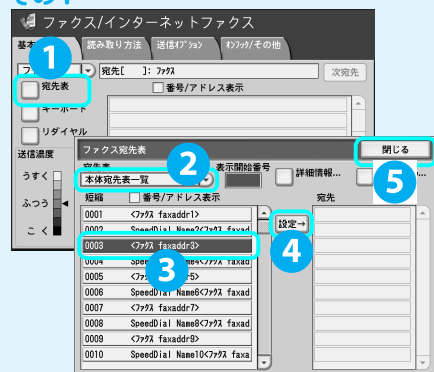 ファクス/インターネットファクス
基本
読み取り方法
送信オプション
オンフック/その他
宛先[ ]: ファクス
次宛先
1
宛先表
番号/アドレス表示
キーボード
リダイヤル
送信濃度
うすく
ふつう
こく
ファクス宛先表
閉じる
宛先表
2
表示開始番号
詳細情報...
5
本体宛先表一覧
短縮
番号/アドレス表示
宛先
0001 <ファクス faxaddr1>
0002 SpeedDial Name2<ファクス faxad
設定→
0003 <ファクス faxaddr3>
4
0004
3
0005
0006 SpeedDial Name6<ファクス faxad
0007 <ファクス faxaddr7>
0008 SpeedDial Name8<ファクス faxad
0009 <ファクス faxaddr9>
0010 SpeedDial Name10<ファクス faxa